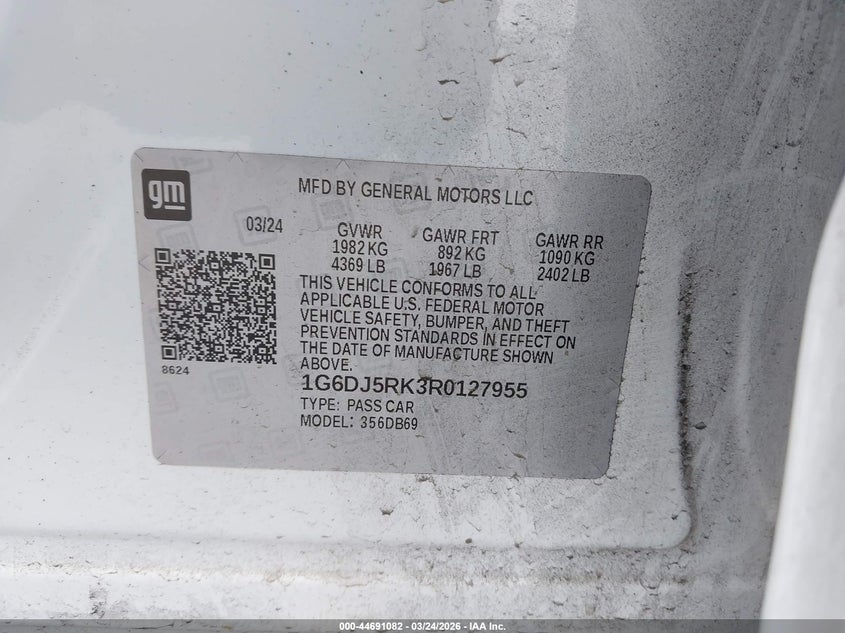 gm
MFD BY GENERAL MOTORS LLC
03/24
GVWR GAWR FRT GAWR RR
1982 KG 892 KG 1090 KG
4369 LB 1967 LB 2402 LB
THIS VEHICLE CONFORMS TO ALL
APPLICABLE U.S. FEDERAL MOTOR
VEHICLE SAFETY, BUMPER, AND THEFT
PREVENTION STANDARDS IN EFFECT ON
THE DATE OF MANUFACTURE SHOWN
ABOVE.
8624
1G6DJ5RK3R0127955
TYPE: PASS CAR
MODEL: 356DB69
000-44691082 - 03/24/2026 - IAA Inc.